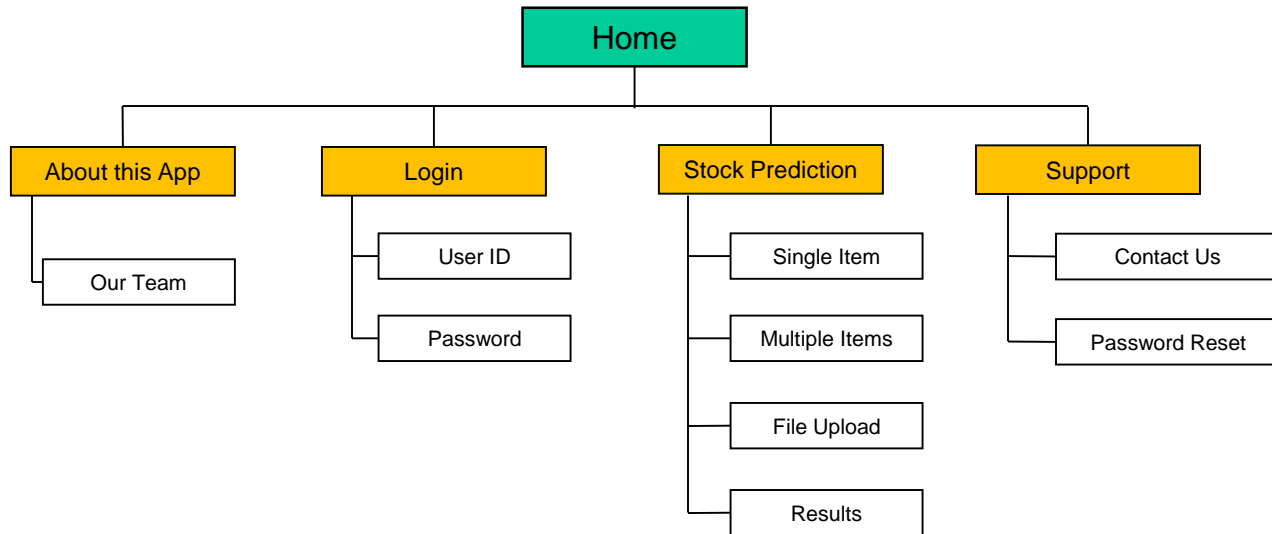 Home
About this App
Login
Stock Prediction
Support
Our Team
User ID
Password
Single Item
Multiple Items
File Upload
Results
Contact Us
Password Reset